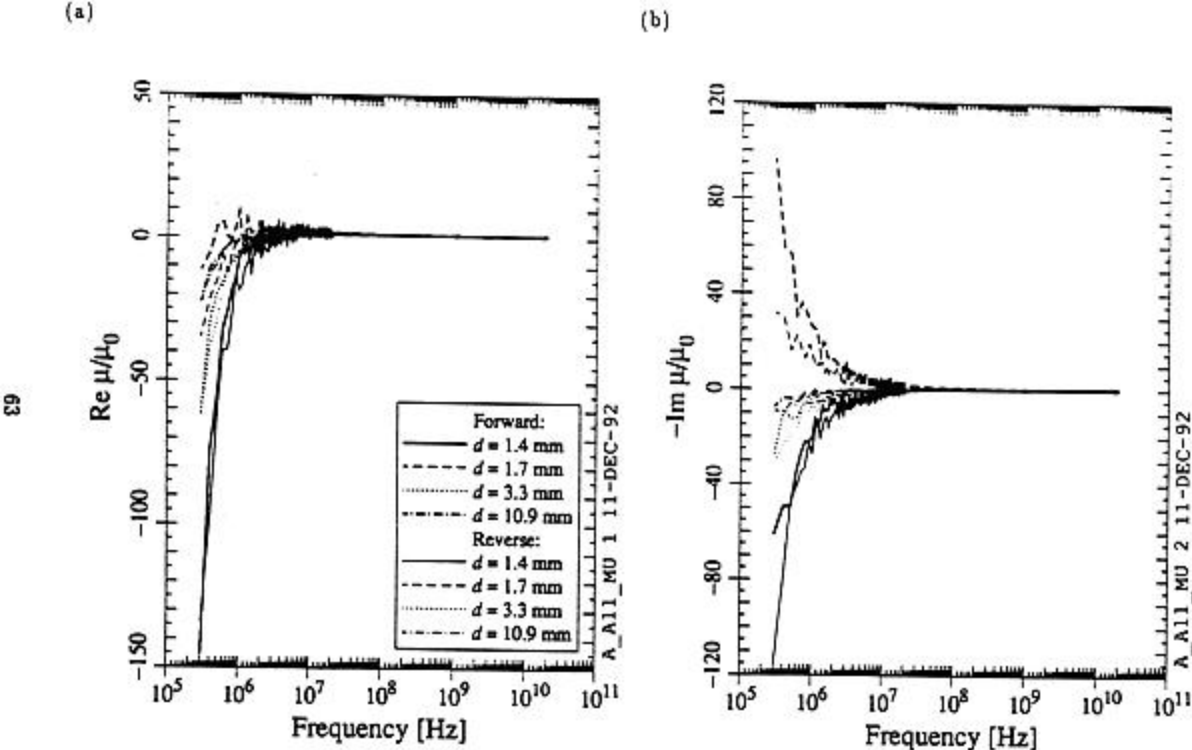 (a)
50
0
−50
−100
−150
Re μ/μ0
10^5
10^6
10^7
10^8
10^9
10^10
10^11
Frequency [Hz]
Forward:
d = 1.4 mm
d = 1.7 mm
d = 3.3 mm
d = 10.9 mm
Reverse:
d = 1.4 mm
d = 1.7 mm
d = 3.3 mm
d = 10.9 mm
A_All_MU 1 11-DEC-92
(b)
120
80
40
0
−40
−80
−120
−Im μ/μ0
10^5
10^6
10^7
10^8
10^9
10^10
10^11
Frequency [Hz]
A_All_MU 2 11-DEC-92
63